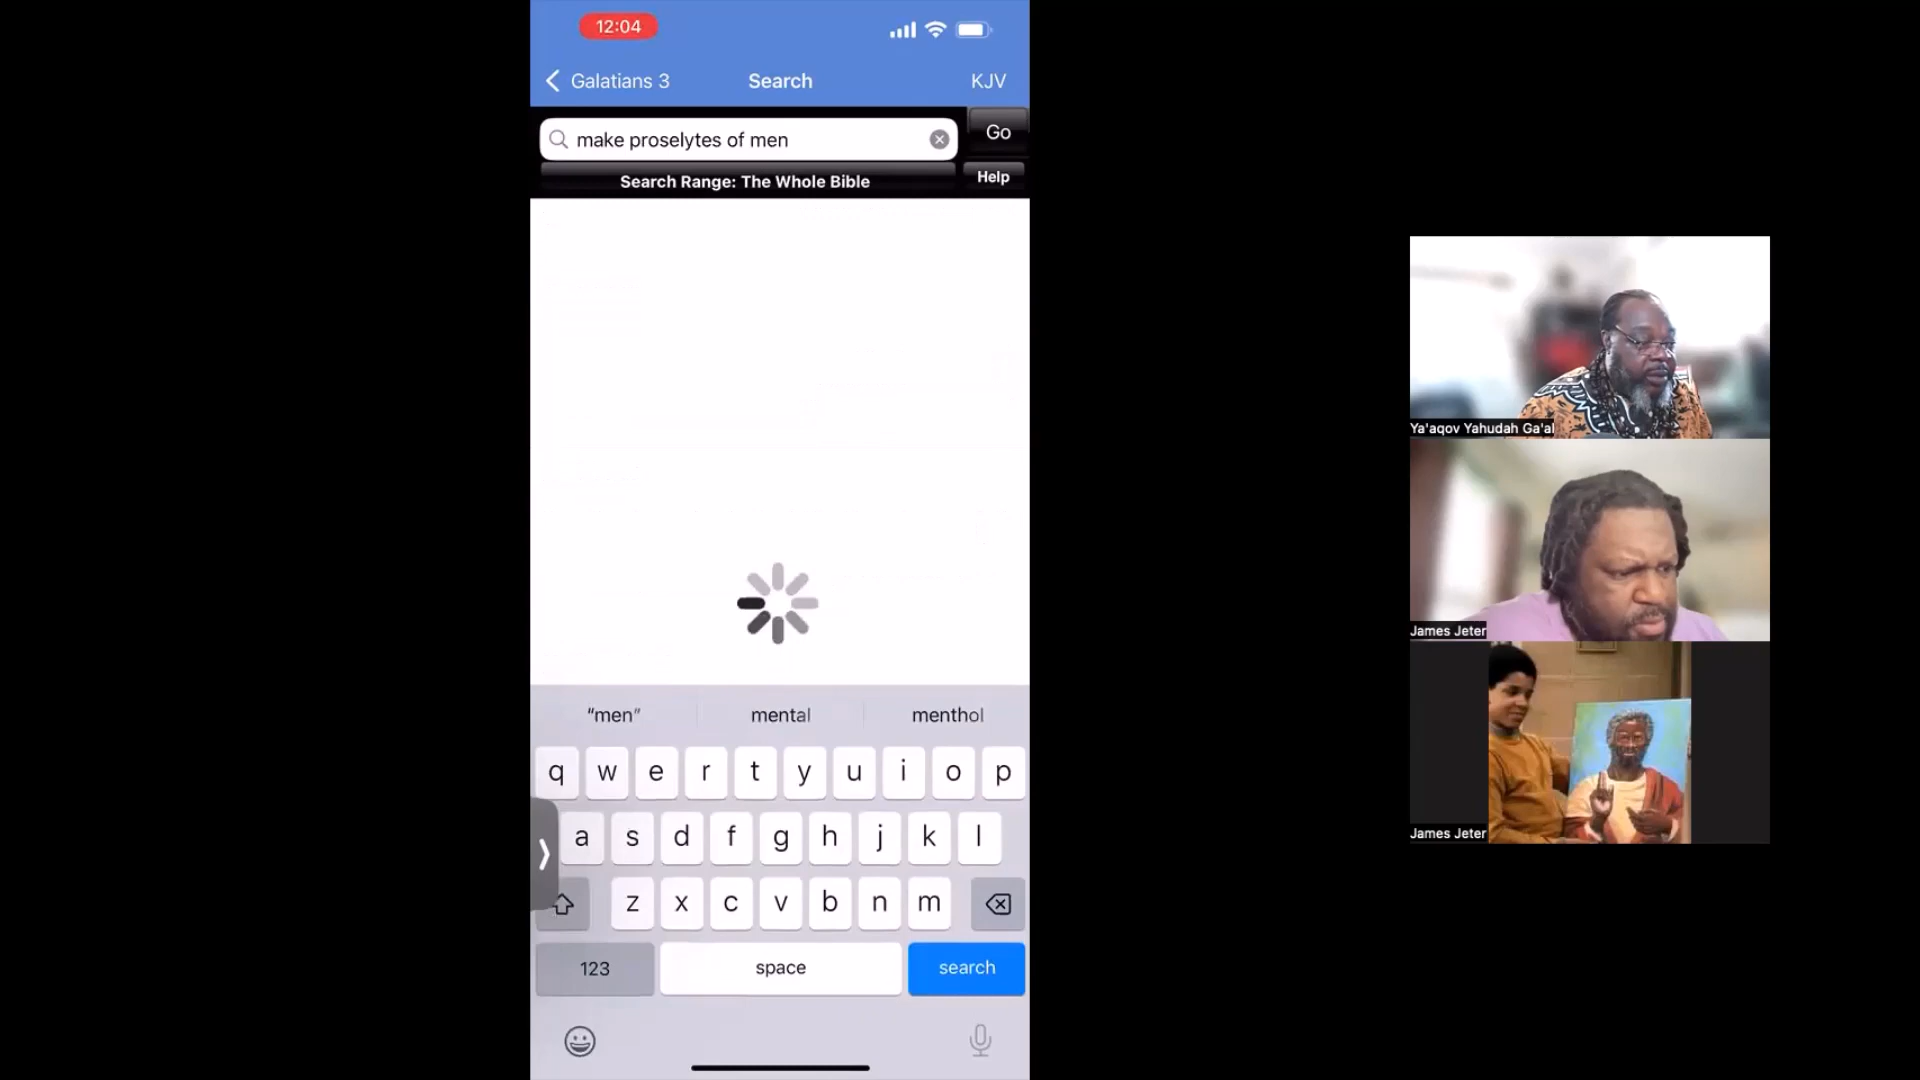 12:04
Galatians 3
Search
KJV
make proselytes of men
Go
Search Range: The Whole Bible
Help
“men”
mental
menthol
q w e r t y u i o p
a s d f g h j k l
z x c v b n m
123
space
search
Ya'aqov Yahudah Ga'al
James Jeter
James Jeter